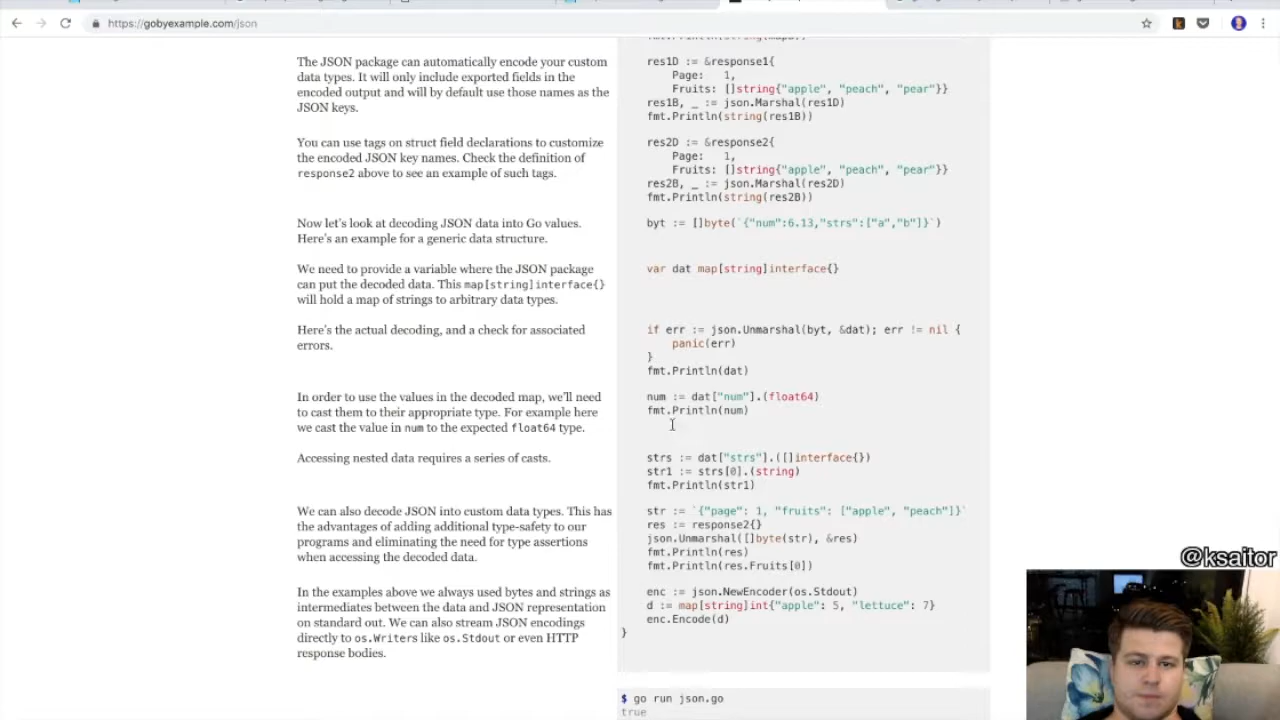 https://gobyexample.com/json
The JSON package can automatically encode your custom
data types. It will only include exported fields in the
encoded output and will by default use those names as the
JSON keys.
res1D := &response1{
Page:   1,
Fruits: []string{"apple", "peach", "pear"}}
res1B, _ := json.Marshal(res1D)
fmt.Println(string(res1B))
You can use tags on struct field declarations to customize
the encoded JSON key names. Check the definition of
response2 above to see an example of such tags.
res2D := &response2{
Page:   1,
Fruits: []string{"apple", "peach", "pear"}}
res2B, _ := json.Marshal(res2D)
fmt.Println(string(res2B))
Now let's look at decoding JSON data into Go values.
Here's an example for a generic data structure.
byt := []byte(`{"num":6.13,"strs":["a","b"]}`)
We need to provide a variable where the JSON package
can put the decoded data. This map[string]interface{}
will hold a map of strings to arbitrary data types.
var dat map[string]interface{}
Here's the actual decoding, and a check for associated
errors.
if err := json.Unmarshal(byt, &dat); err != nil {
panic(err)
}
fmt.Println(dat)
In order to use the values in the decoded map, we'll need
to cast them to their appropriate type. For example here
we cast the value in num to the expected float64 type.
num := dat["num"].(float64)
fmt.Println(num)
Accessing nested data requires a series of casts.
strs := dat["strs"].([]interface{})
str1 := strs[0].(string)
fmt.Println(str1)
We can also decode JSON into custom data types. This has
the advantages of adding additional type-safety to our
programs and eliminating the need for type assertions
when accessing the decoded data.
str := `{"page": 1, "fruits": ["apple", "peach"]}`
res := response2{}
json.Unmarshal([]byte(str), &res)
fmt.Println(res)
fmt.Println(res.Fruits[0])
In the examples above we always used bytes and strings as
intermediates between the data and JSON representation
on standard out. We can also stream JSON encodings
directly to os.Writers like os.Stdout or even HTTP
response bodies.
enc := json.NewEncoder(os.Stdout)
d := map[string]int{"apple": 5, "lettuce": 7}
enc.Encode(d)
}
$ go run json.go
true
@ksaitor